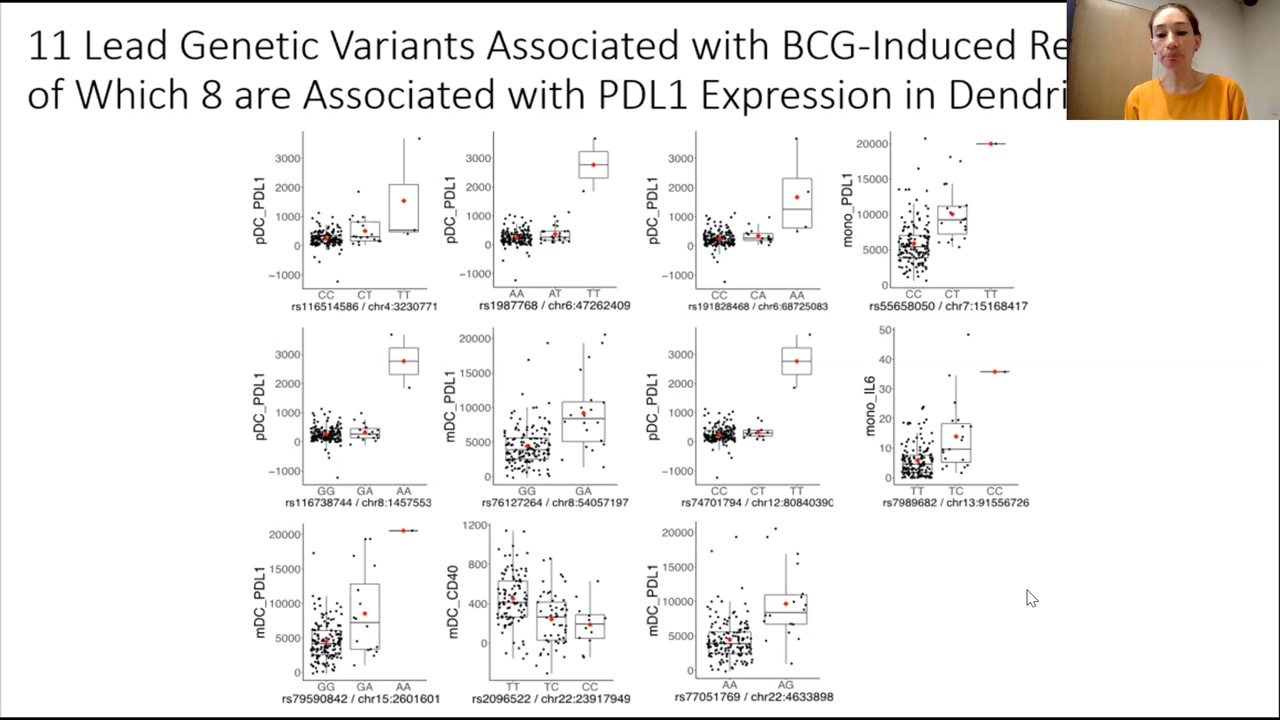 11 Lead Genetic Variants Associated with BCG-Induced
of Which 8 are Associated with PDL1 Expression in
pDC_PDL1
3000
2000
1000
0
−1000
CC CT TT
rs116514586 / chr4:3230771
pDC_PDL1
3000
2000
1000
0
−1000
AA AT TT
rs1987768 / chr6:47262409
pDC_PDL1
3000
2000
1000
0
−1000
CC CA AA
rs191828468 / chr6:68725083
mono_PDL1
20000
15000
10000
5000
0
CC CT TT
rs55658050 / chr7:15168417
pDC_PDL1
3000
2000
1000
0
−1000
GG GA AA
rs116738744 / chr8:1457553
mDC_PDL1
20000
15000
10000
5000
0
GG GA
rs76127264 / chr8:54057197
pDC_PDL1
3000
2000
1000
0
−1000
CC CT TT
rs74701794 / chr12:80840390
mono_IL6
50
40
30
20
10
0
TT TC CC
rs7989682 / chr13:91556726
mDC_PDL1
20000
15000
10000
5000
0
GG GA AA
rs79590842 / chr15:2601601
mDC_CD40
1200
800
400
0
TT TC CC
rs2096522 / chr22:23917949
mDC_PDL1
20000
15000
10000
5000
0
AA AG
rs77051769 / chr22:4633898